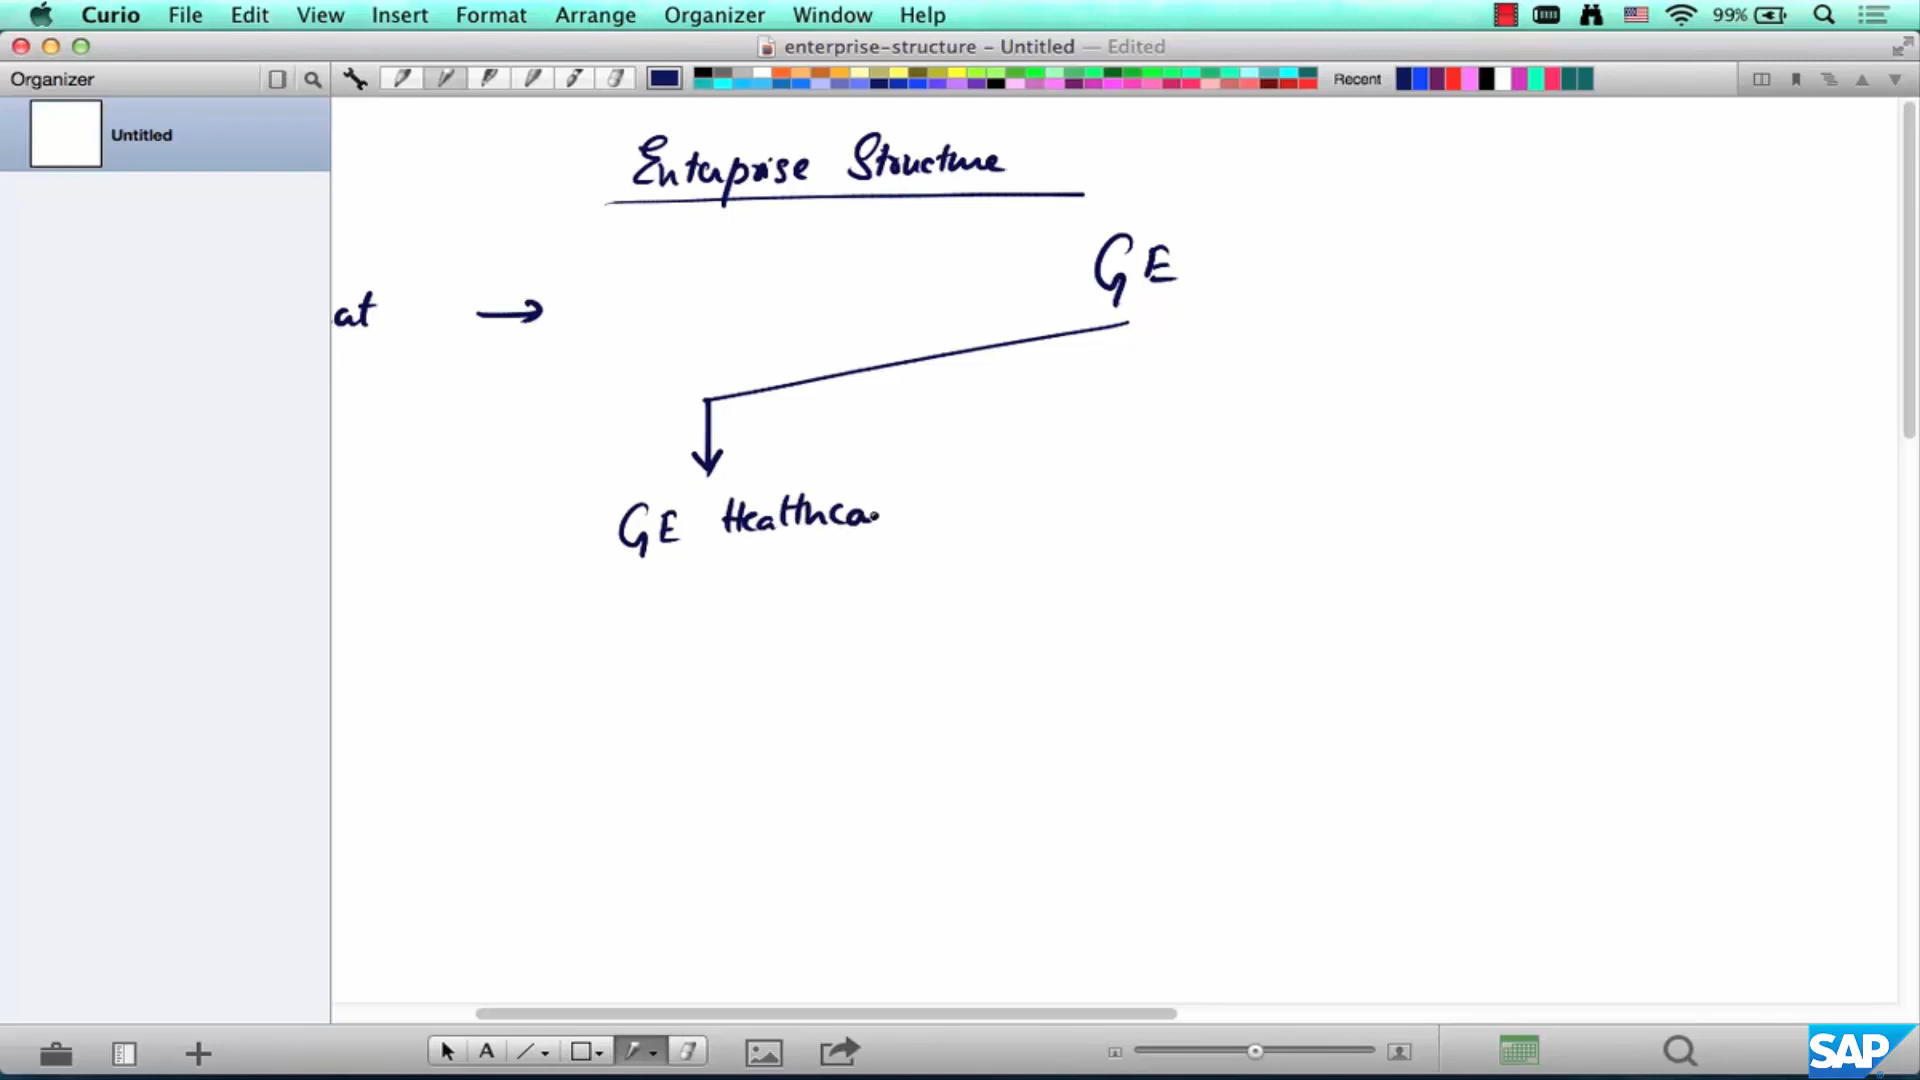 Curio File Edit View Insert Format Arrange Organizer Window Help 99%
enterprise-structure – Untitled — Edited
Organizer Recent
Untitled
Enterprise Structure
GE
at →
GE Healthca
A
SAP